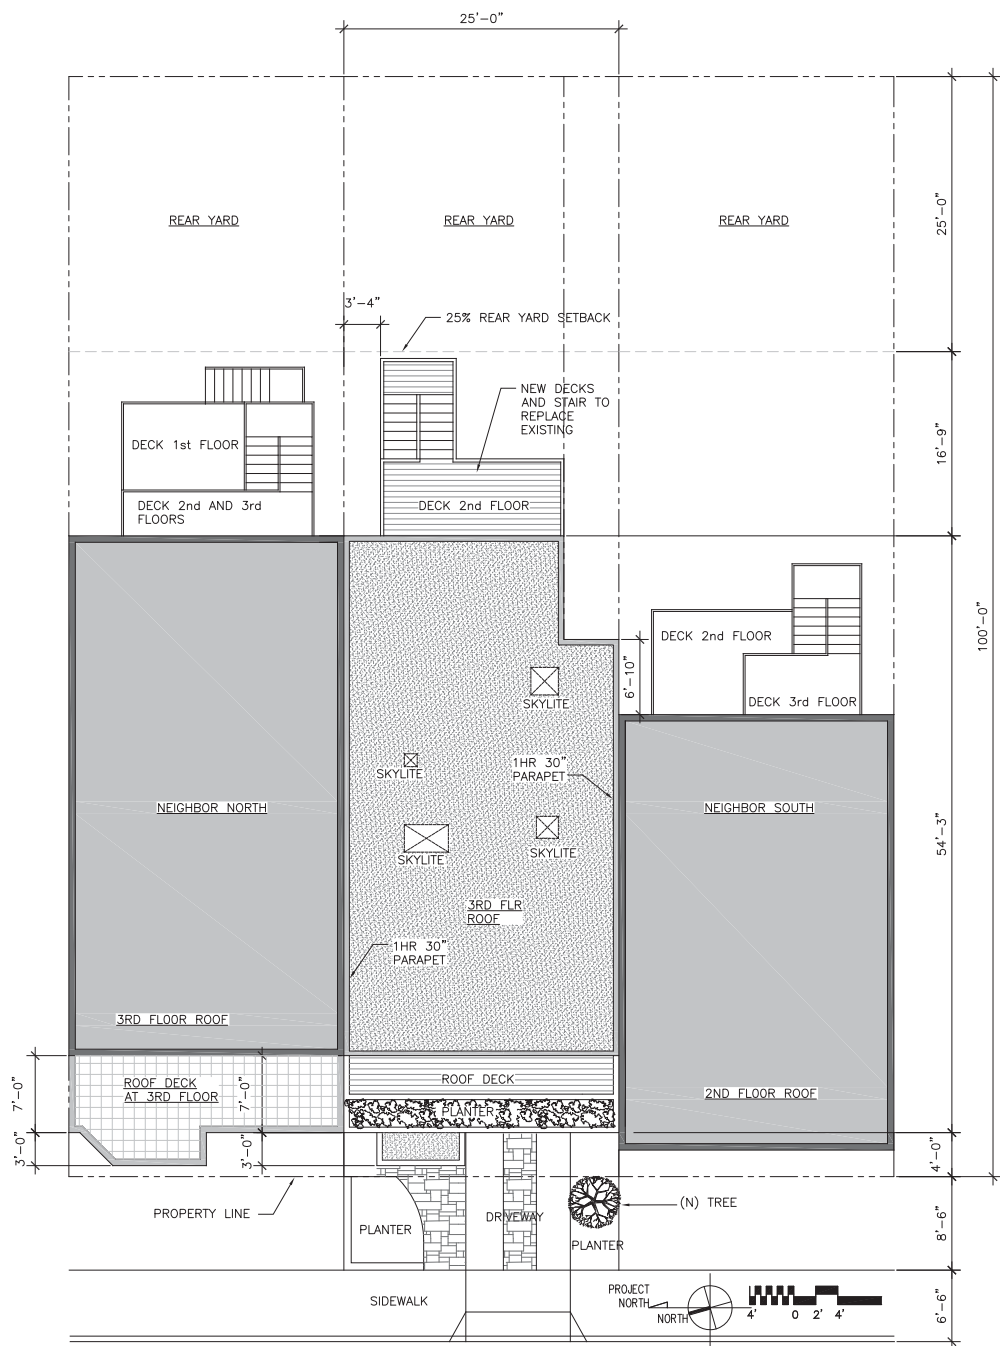 25'-0"
REAR YARD
REAR YARD
REAR YARD
25'-0"
3'-4"
25% REAR YARD SETBACK
NEW DECKS
AND STAIR TO
REPLACE
EXISTING
16'-9"
DECK 1st FLOOR
DECK 2nd AND 3rd
FLOORS
DECK 2nd FLOOR
100'-0"
DECK 2nd FLOOR
6'-10"
DECK 3rd FLOOR
SKYLITE
1HR 30"
PARAPET
SKYLITE
NEIGHBOR NORTH
NEIGHBOR SOUTH
54'-3"
SKYLITE
SKYLITE
3RD FLR
ROOF
1HR 30"
PARAPET
3RD FLOOR ROOF
7'-0"
ROOF DECK
AT 3RD FLOOR
7'-0"
ROOF DECK
2ND FLOOR ROOF
PLANTER
3'-0"
3'-0"
4'-0"
PROPERTY LINE
PLANTER
DRIVEWAY
(N) TREE
PLANTER
8'-6"
SIDEWALK
PROJECT
NORTH
NORTH
4' 0 2' 4'
6'-6"